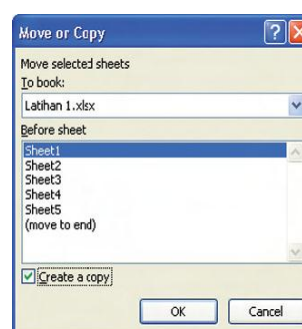 Move or Copy
Move selected sheets
To book:
Latihan 1.xlsx
Before sheet
Sheet1
Sheet2
Sheet3
Sheet4
Sheet5
(move to end)
Create a copy
OK Cancel